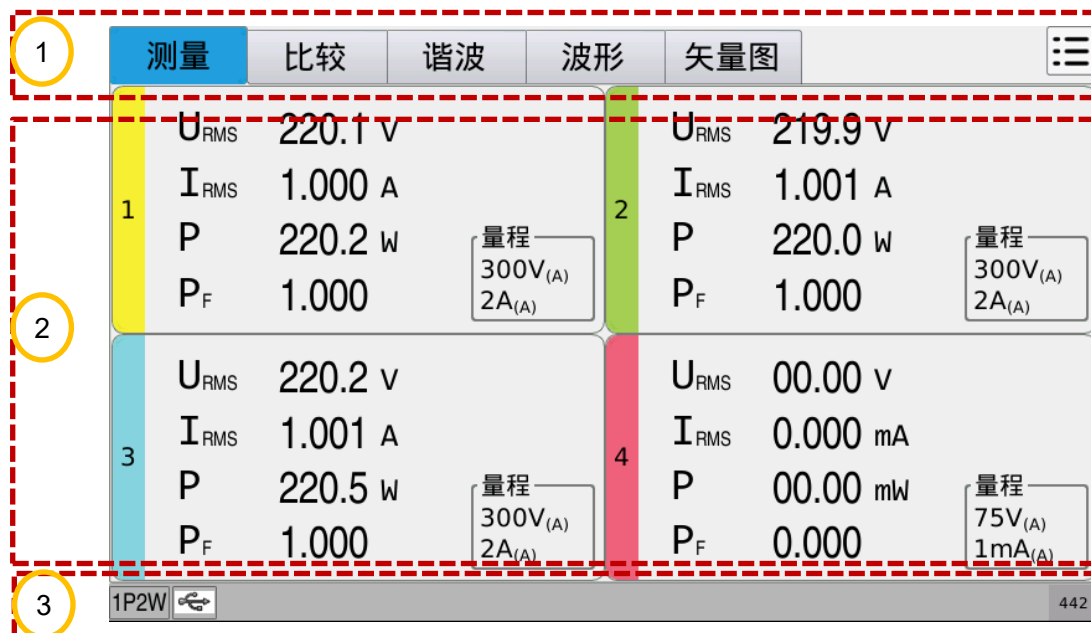 1
测量 比较 谐波 波形 矢量图
1
URMS 220.1 V
IRMS 1.000 A
P 220.2 W
PF 1.000
量程
300V(A)
2A(A)
2
URMS 219.9 V
IRMS 1.001 A
P 220.0 W
PF 1.000
量程
300V(A)
2A(A)
2
3
URMS 220.2 V
IRMS 1.001 A
P 220.5 W
PF 1.000
量程
300V(A)
2A(A)
4
URMS 00.00 V
IRMS 0.000 mA
P 00.00 mW
PF 0.000
量程
75V(A)
1mA(A)
3
1P2W
442